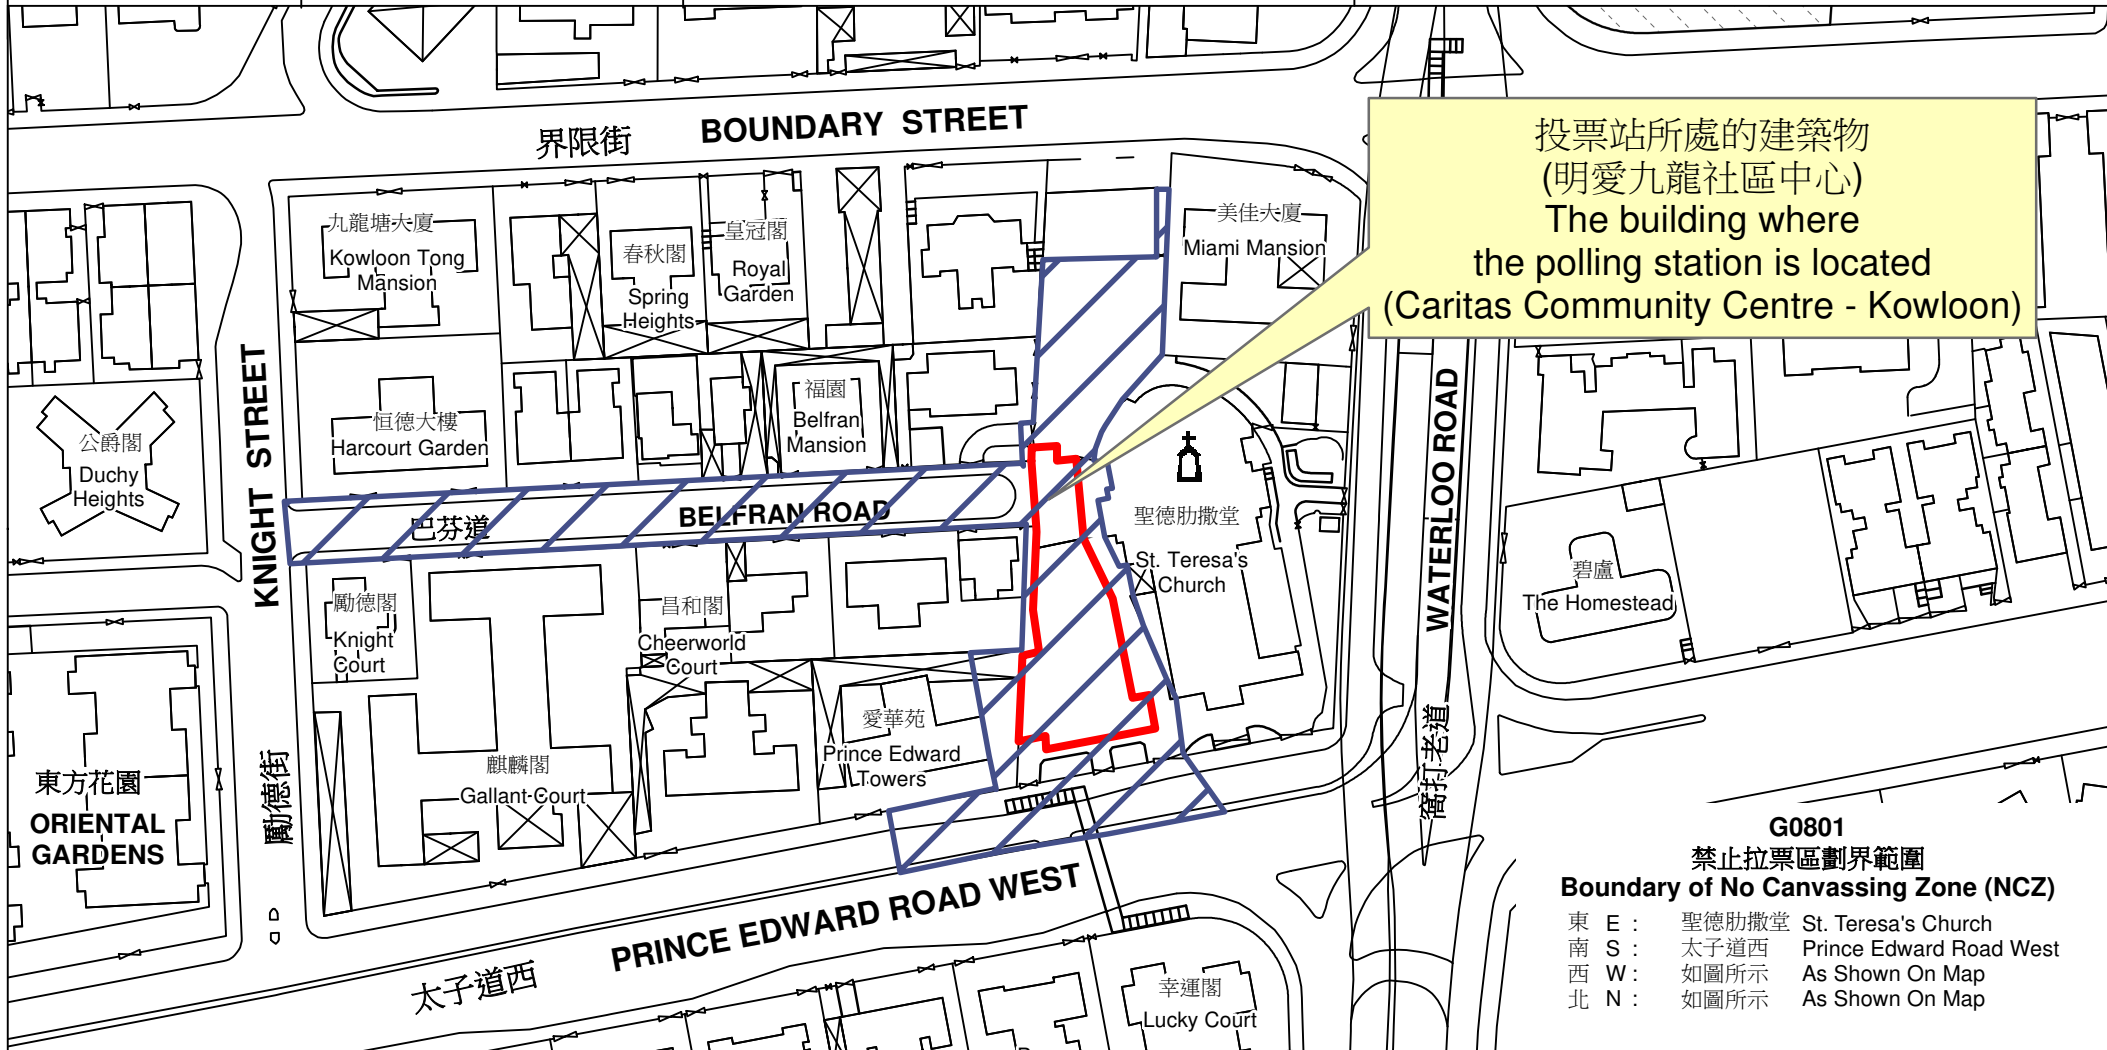 界限街
BOUNDARY STREET
投票站所處的建築物
(明愛九龍社區中心)
The building where
the polling station is located
(Caritas Community Centre - Kowloon)
九龍塘大廈
Kowloon Tong
Mansion
春秋閣
Spring
Heights
皇冠閣
Royal
Garden
美佳大廈
Miami Mansion
KNIGHT STREET
勵德街
公爵閣
Duchy
Heights
恒德大樓
Harcourt Garden
福園
Belfran
Mansion
巴芬道
BELFRAN ROAD
聖德肋撒堂
St. Teresa's
Church
WATERLOO ROAD
窩打老道
碧廬
The Homestead
勵德閣
Knight
Court
昌和閣
Cheerworld
Court
愛華苑
Prince Edward
Towers
麒麟閣
Gallant Court
東方花園
ORIENTAL
GARDENS
太子道西
PRINCE EDWARD ROAD WEST
幸運閣
Lucky Court
G0801
禁止拉票區劃界範圍
Boundary of No Canvassing Zone (NCZ)
東 E : 聖德肋撒堂 St. Teresa's Church
南 S : 太子道西 Prince Edward Road West
西 W : 如圖所示 As Shown On Map
北 N : 如圖所示 As Shown On Map